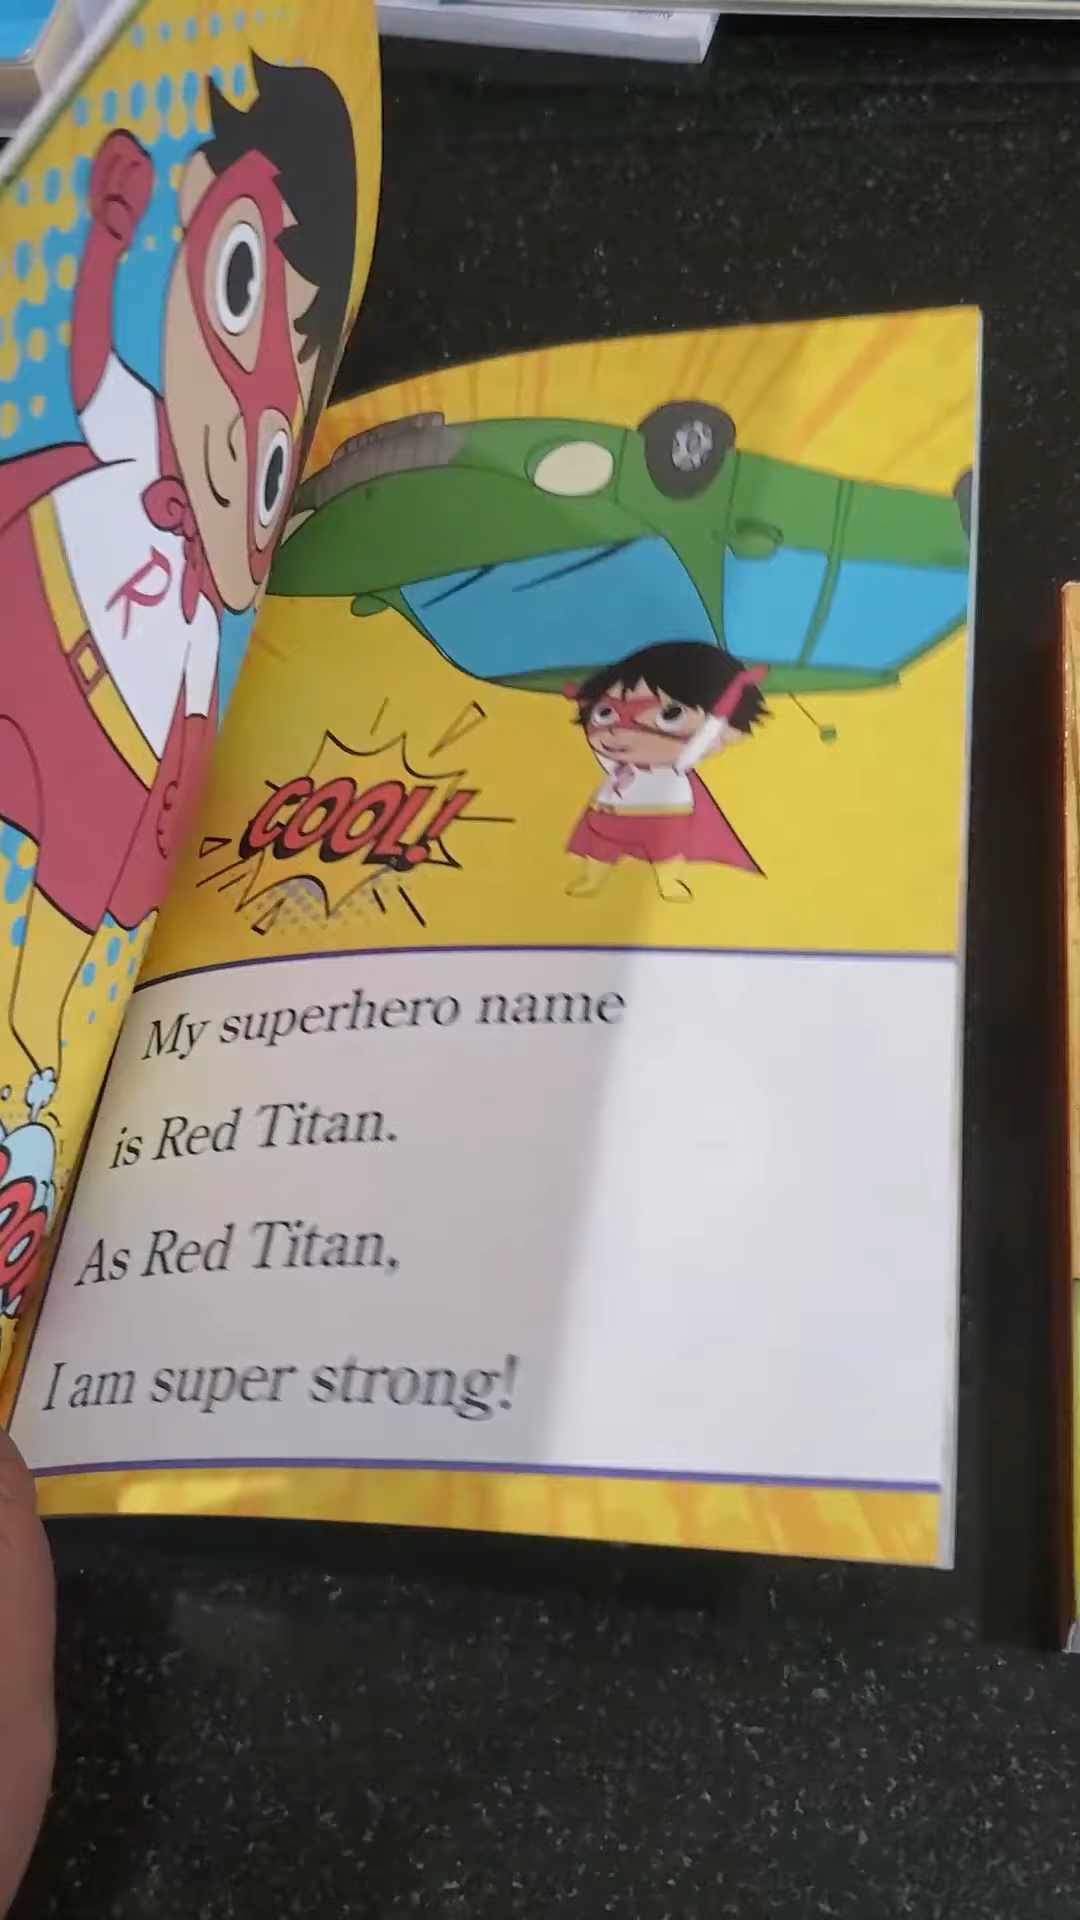 R
COOL!
My superhero name
is Red Titan.
As Red Titan,
I am super strong!